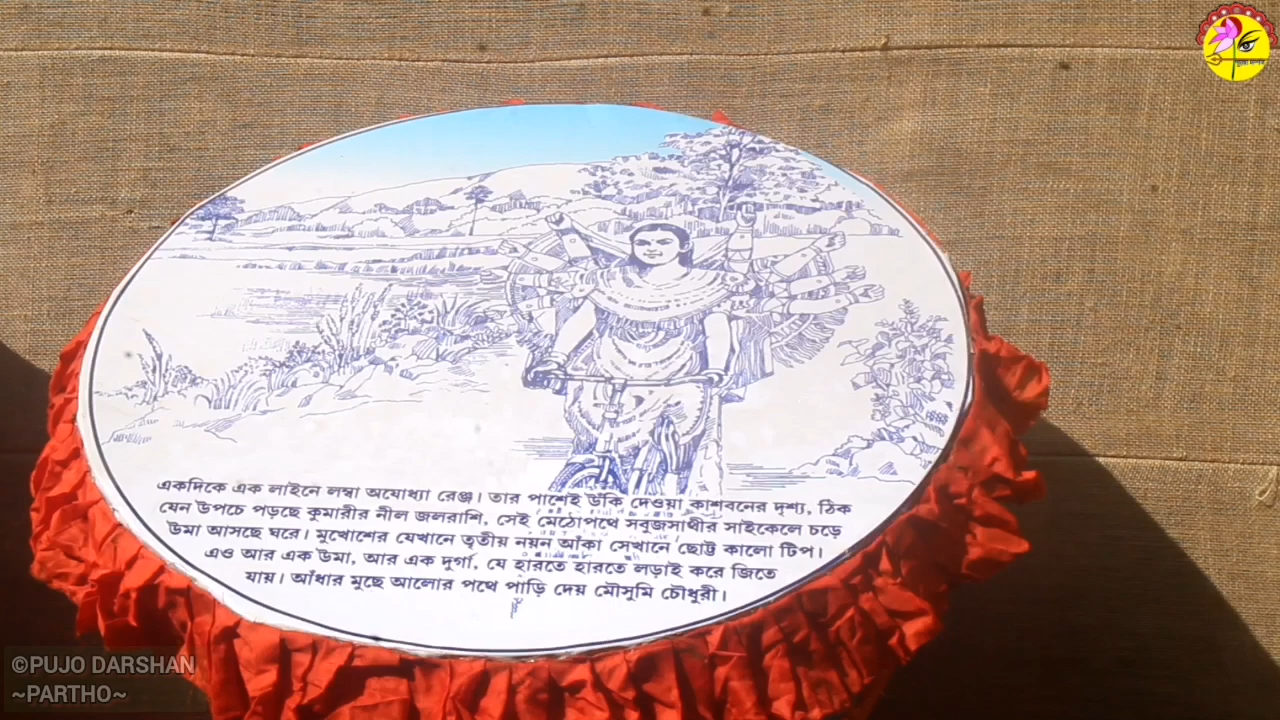 একদিকে এক লাইনে লম্বা অযোধ্যা রেঞ্জ। তার পাশেই উঁকি দেওয়া কাশবনের দৃশ্য, ঠিক
যেন উপচে পড়ছে কুমারীর নীল জলরাশি, সেই মেঠোপথে সবুজসাথীর সাইকেলে চড়ে
উমা আসছে ঘরে। মুখোশের যেখানে তৃতীয় নয়ন আঁকা সেখানে ছোট্ট কালো টিপ।
এও আর এক উমা, আর এক দুর্গা, যে হারতে হারতে লড়াই করে জিতে
যায়। আঁধার মুছে আলোর পথে পাড়ি দেয় মৌসুমি চৌধুরী।
©PUJO DARSHAN
~PARTHO~